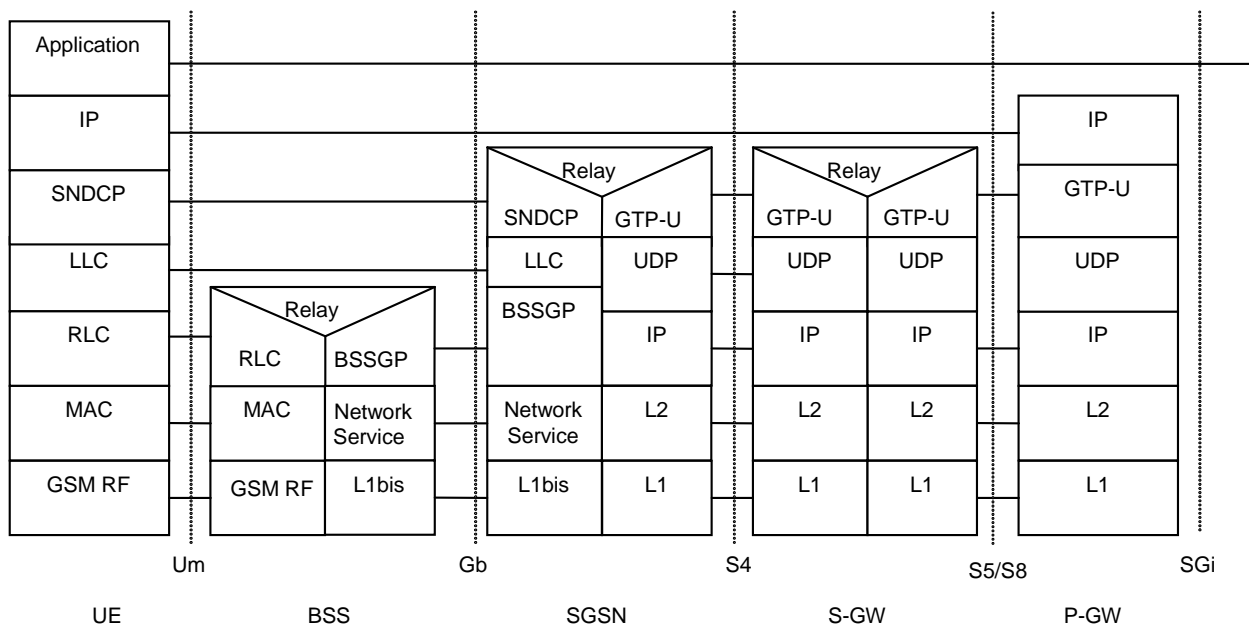 Application
IP
IP
Relay
Relay
SNDCP
GTP-U
SNDCP
GTP-U
GTP-U
GTP-U
LLC
LLC
UDP
UDP
UDP
UDP
Relay
BSSGP
RLC
IP
IP
IP
IP
RLC
BSSGP
MAC
MAC
Network
Service
Network
Service
L2
L2
L2
L2
GSM RF
GSM RF
L1bis
L1bis
L1
L1
L1
L1
Um
Gb
S4
S5/S8
SGi
UE
BSS
SGSN
S-GW
P-GW